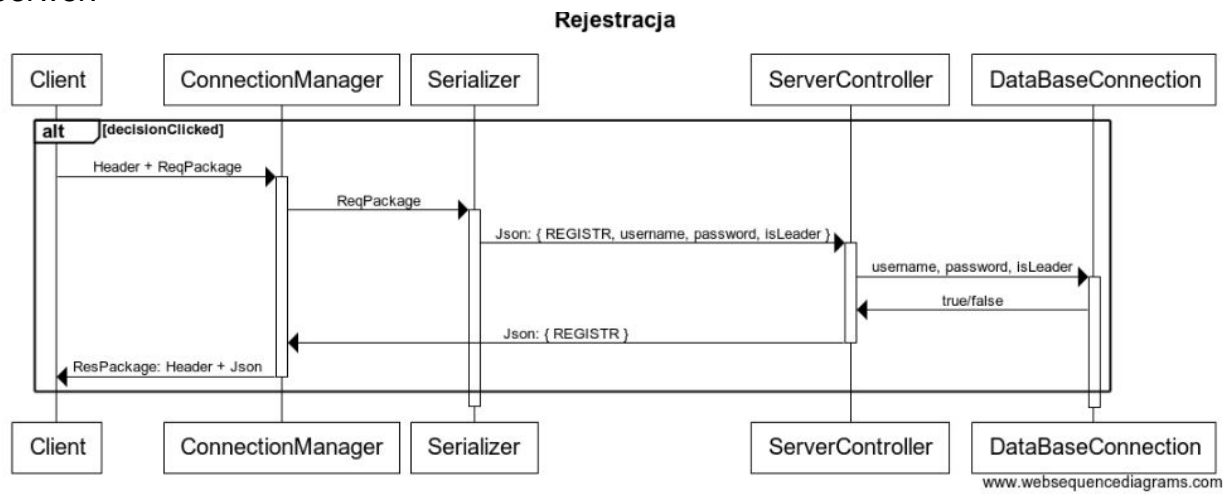 Rejestracja
Client
ConnectionManager
Serializer
ServerController
DataBaseConnection
alt
[decisionClicked]
Header + ReqPackage
ReqPackage
Json: { REGISTR, username, password, isLeader }
username, password, isLeader
true/false
Json: { REGISTR }
ResPackage: Header + Json
Client
ConnectionManager
Serializer
ServerController
DataBaseConnection
www.websequencediagrams.com